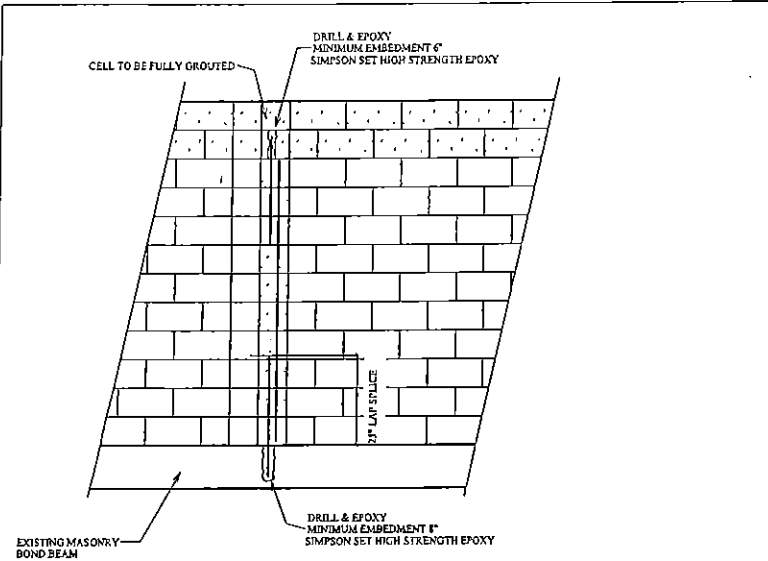 DRILL & EPOXY
MINIMUM EMBEDMENT 6"
SIMPSON SET HIGH STRENGTH EPOXY
CELL TO BE FULLY GROUTED
25" LAP SPLICE
DRILL & EPOXY
MINIMUM EMBEDMENT 8"
SIMPSON SET HIGH STRENGTH EPOXY
EXISTING MASONRY
BOND BEAM